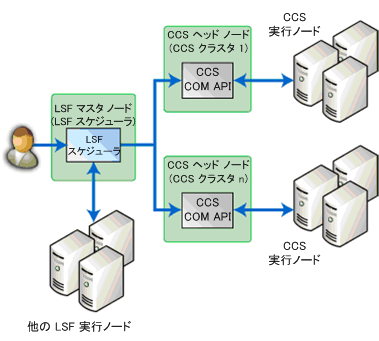 CCS ヘッド ノード
(CCS クラスタ 1)
CCS
COM API
CCS
実行ノード
LSF マスタ ノード
(LSF スケジューラ)
LSF
スケジューラ
CCS ヘッド ノード
(CCS クラスタ n)
CCS
COM API
CCS
実行ノード
他の LSF 実行ノード